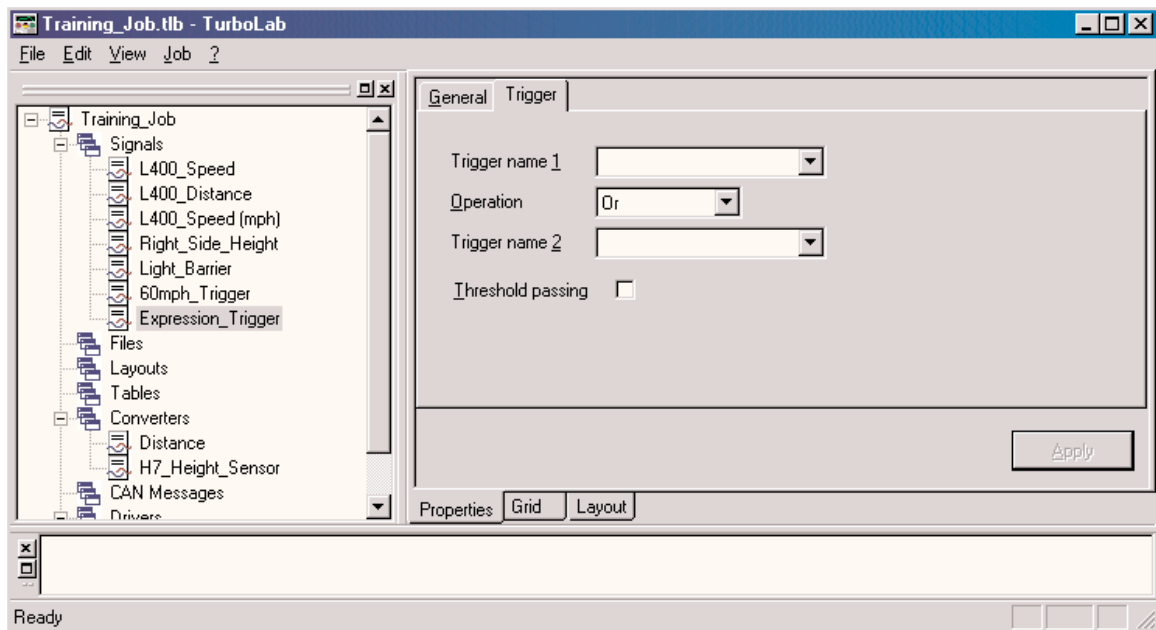 Training_Job.tlb - TurboLab
File Edit View Job ?
Training_Job
Signals
L400_Speed
L400_Distance
L400_Speed (mph)
Right_Side_Height
Light_Barrier
60mph_Trigger
Expression_Trigger
Files
Layouts
Tables
Converters
Distance
H7_Height_Sensor
CAN Messages
Drivers
General Trigger
Trigger name 1
Operation Or
Trigger name 2
Threshold passing
Apply
Properties Grid Layout
Ready